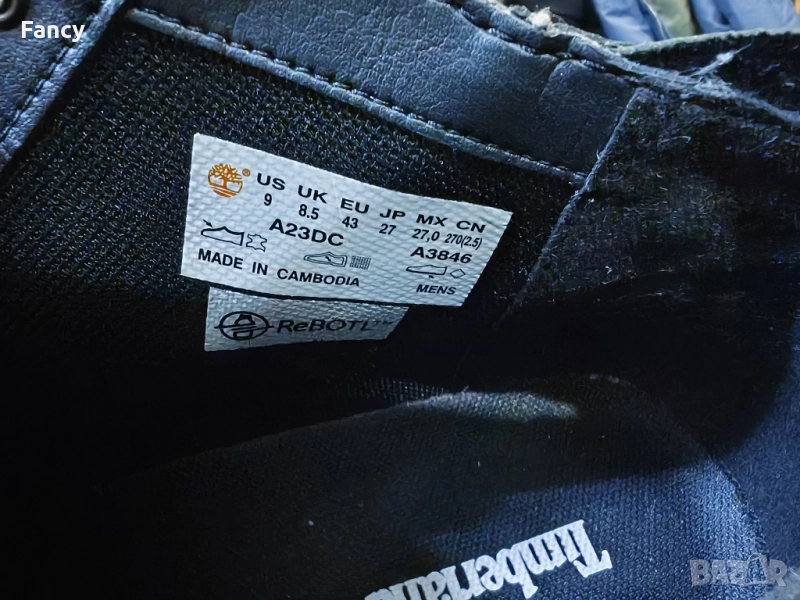 Fancy
US UK EU JP MX CN
9 8.5 43 27 27,0 270(2.5)
A23DC A3846
MADE IN CAMBODIA MENS
ReBOTL™
Timberland
BAZAR